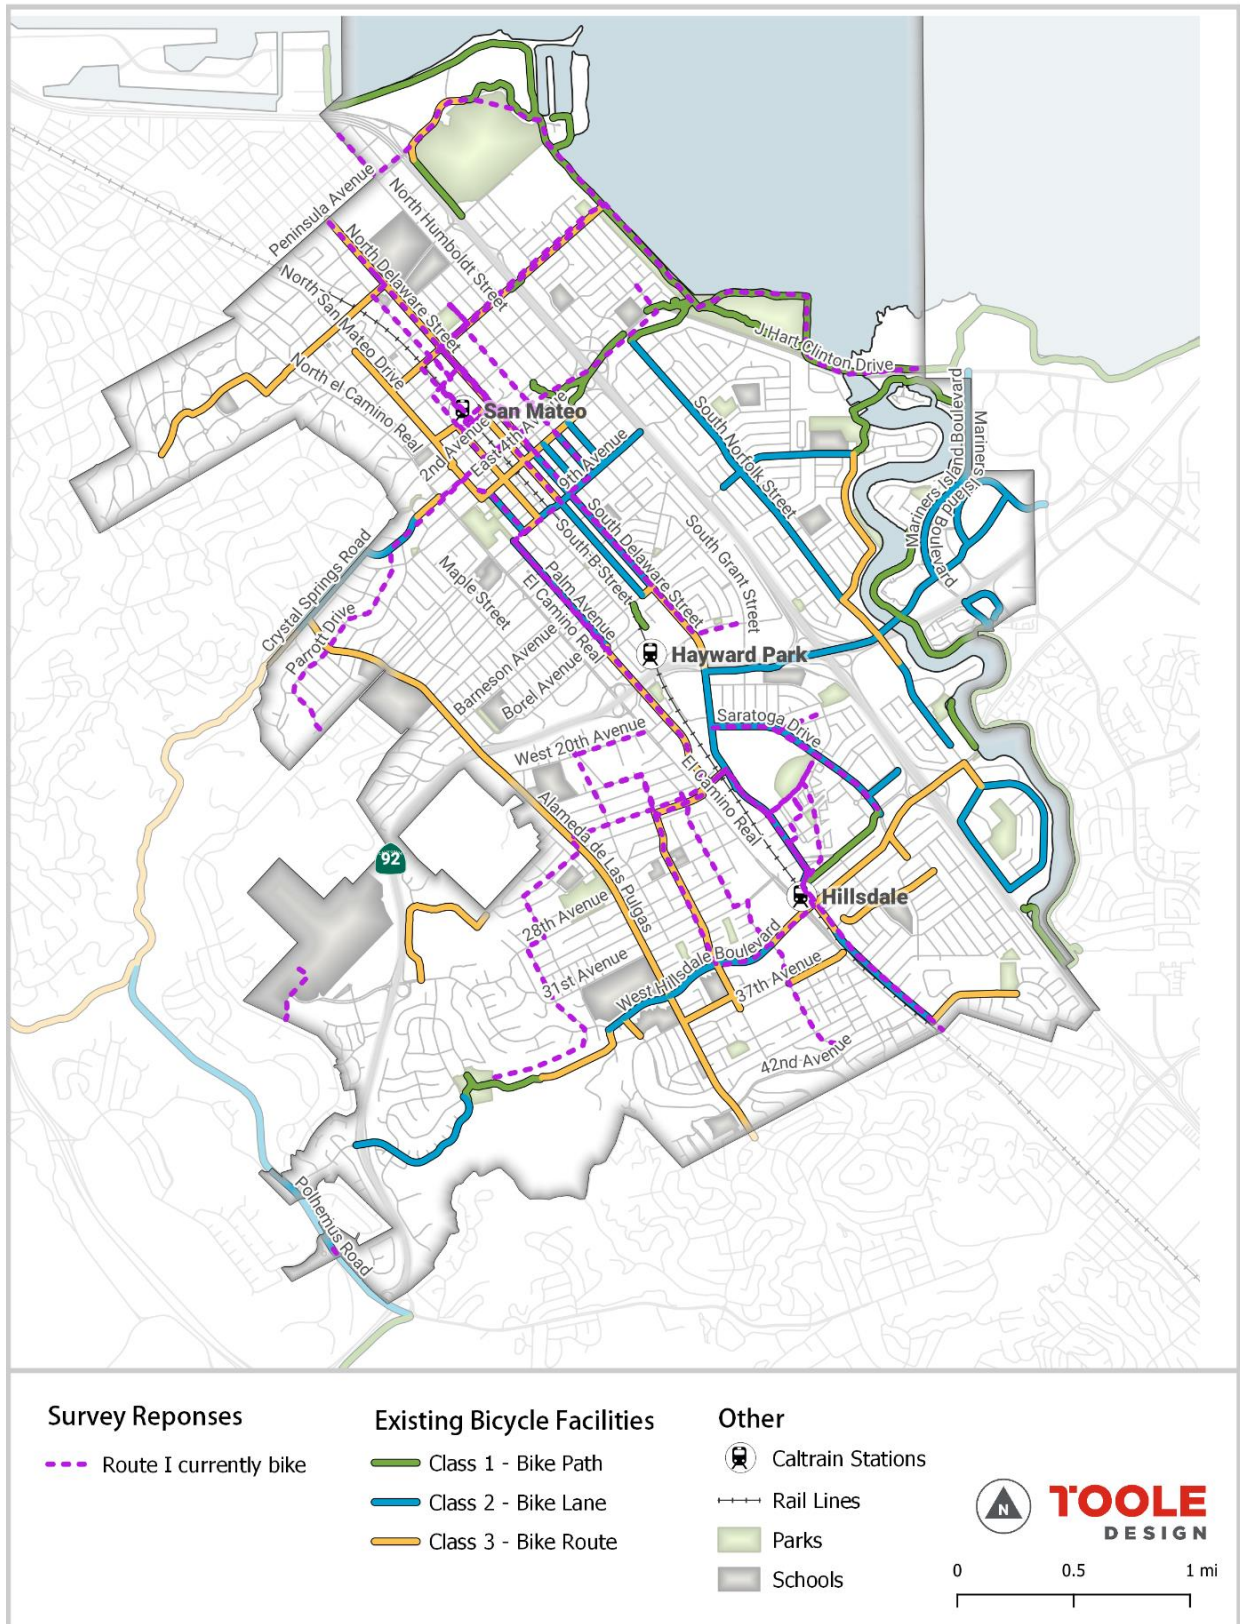 Peninsula Avenue
North Humboldt Street
North Delaware Street
North San Mateo Drive
North el Camino Real
J Hart Clinton Drive
San Mateo
2nd Avenue
East 4th Avenue
9th Avenue
South Norfolk Street
Mariners Island Boulevard
Mariners Island Boulevard
Crystal Springs Road
Parrott Drive
Maple Street
South B Street
South Delaware Street
South Grant Street
Palm Avenue
El Camino Real
Barneson Avenue
Borel Avenue
Hayward Park
West 20th Avenue
Saratoga Drive
El Camino Real
Alameda de Las Pulgas
92
28th Avenue
Hillsdale
31st Avenue
West Hillsdale Boulevard
37th Avenue
42nd Avenue
Polhemus Road
Survey Reponses
Route I currently bike
Existing Bicycle Facilities
Class 1 - Bike Path
Class 2 - Bike Lane
Class 3 - Bike Route
Other
Caltrain Stations
Rail Lines
Parks
Schools
N
TOOLE
DESIGN
0 0.5 1 mi